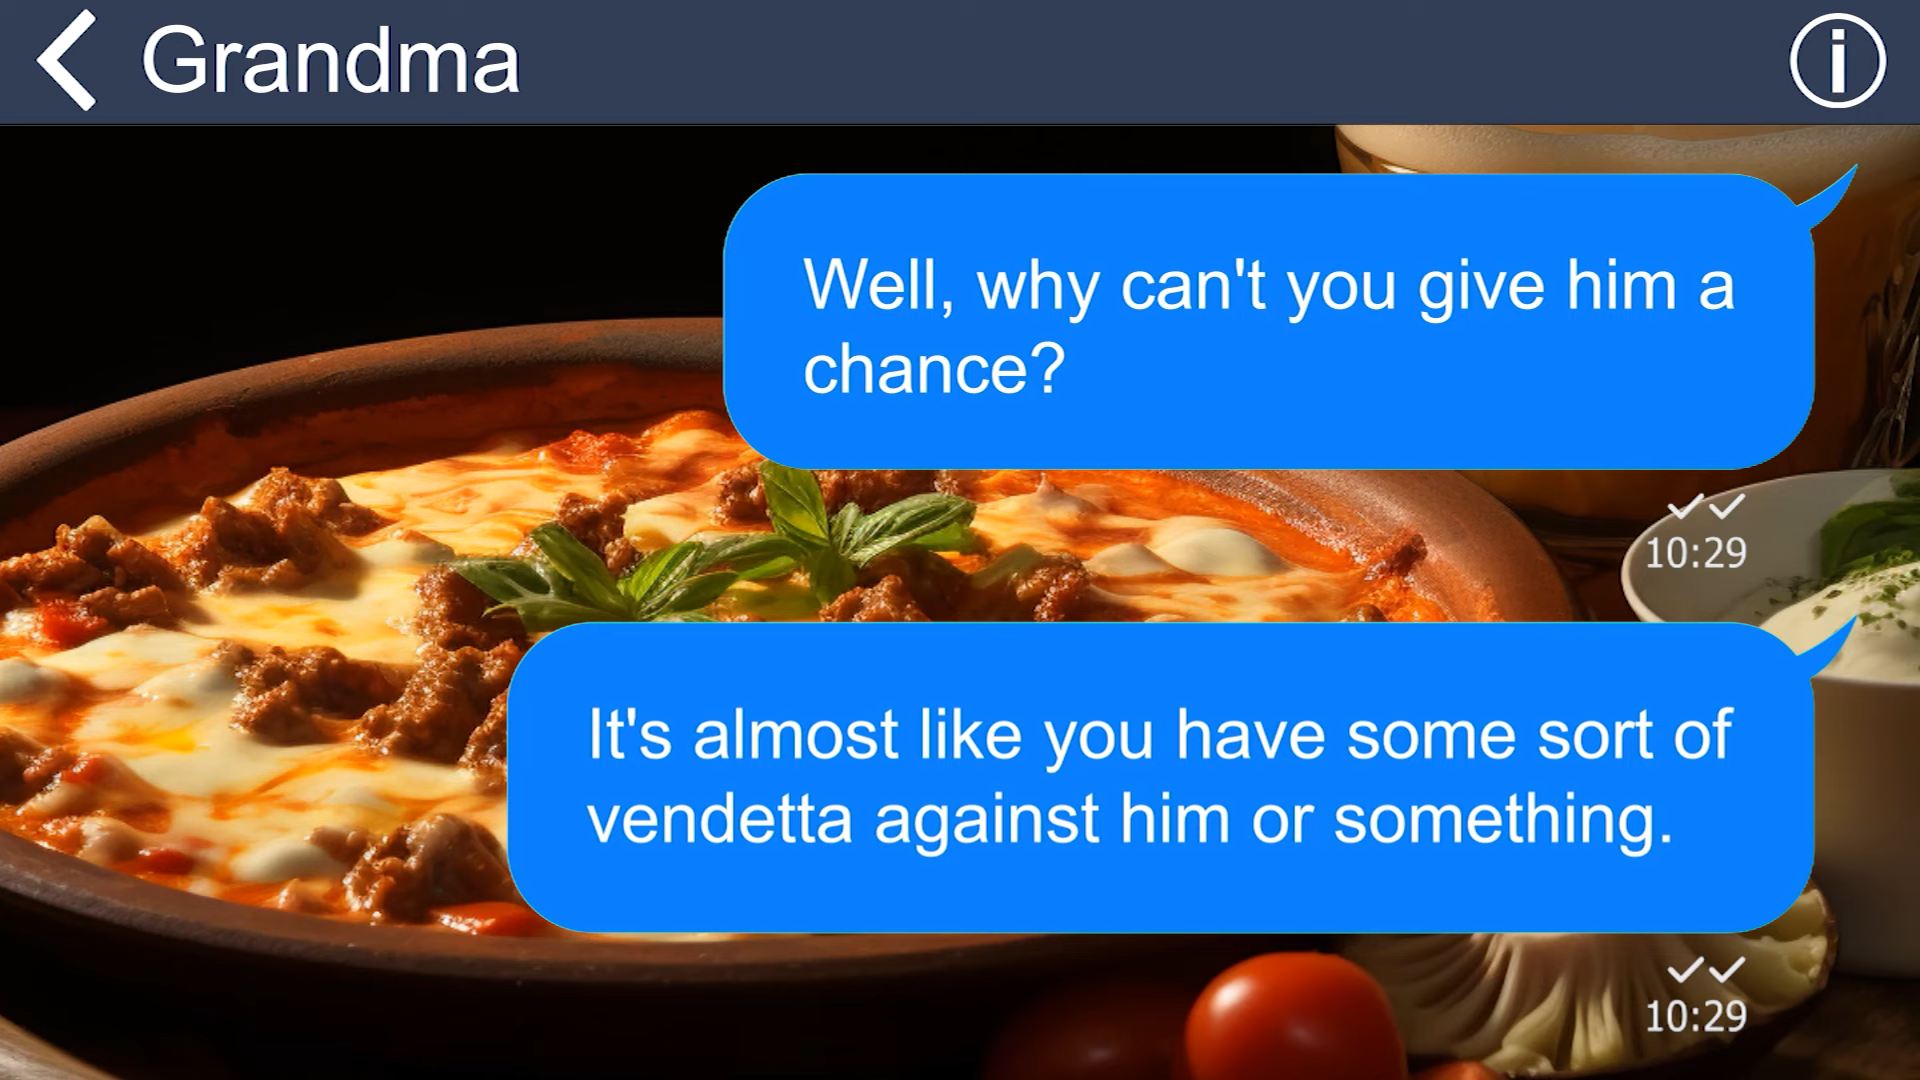 Grandma
Well, why can't you give him a
chance?
10:29
It's almost like you have some sort of
vendetta against him or something.
10:29